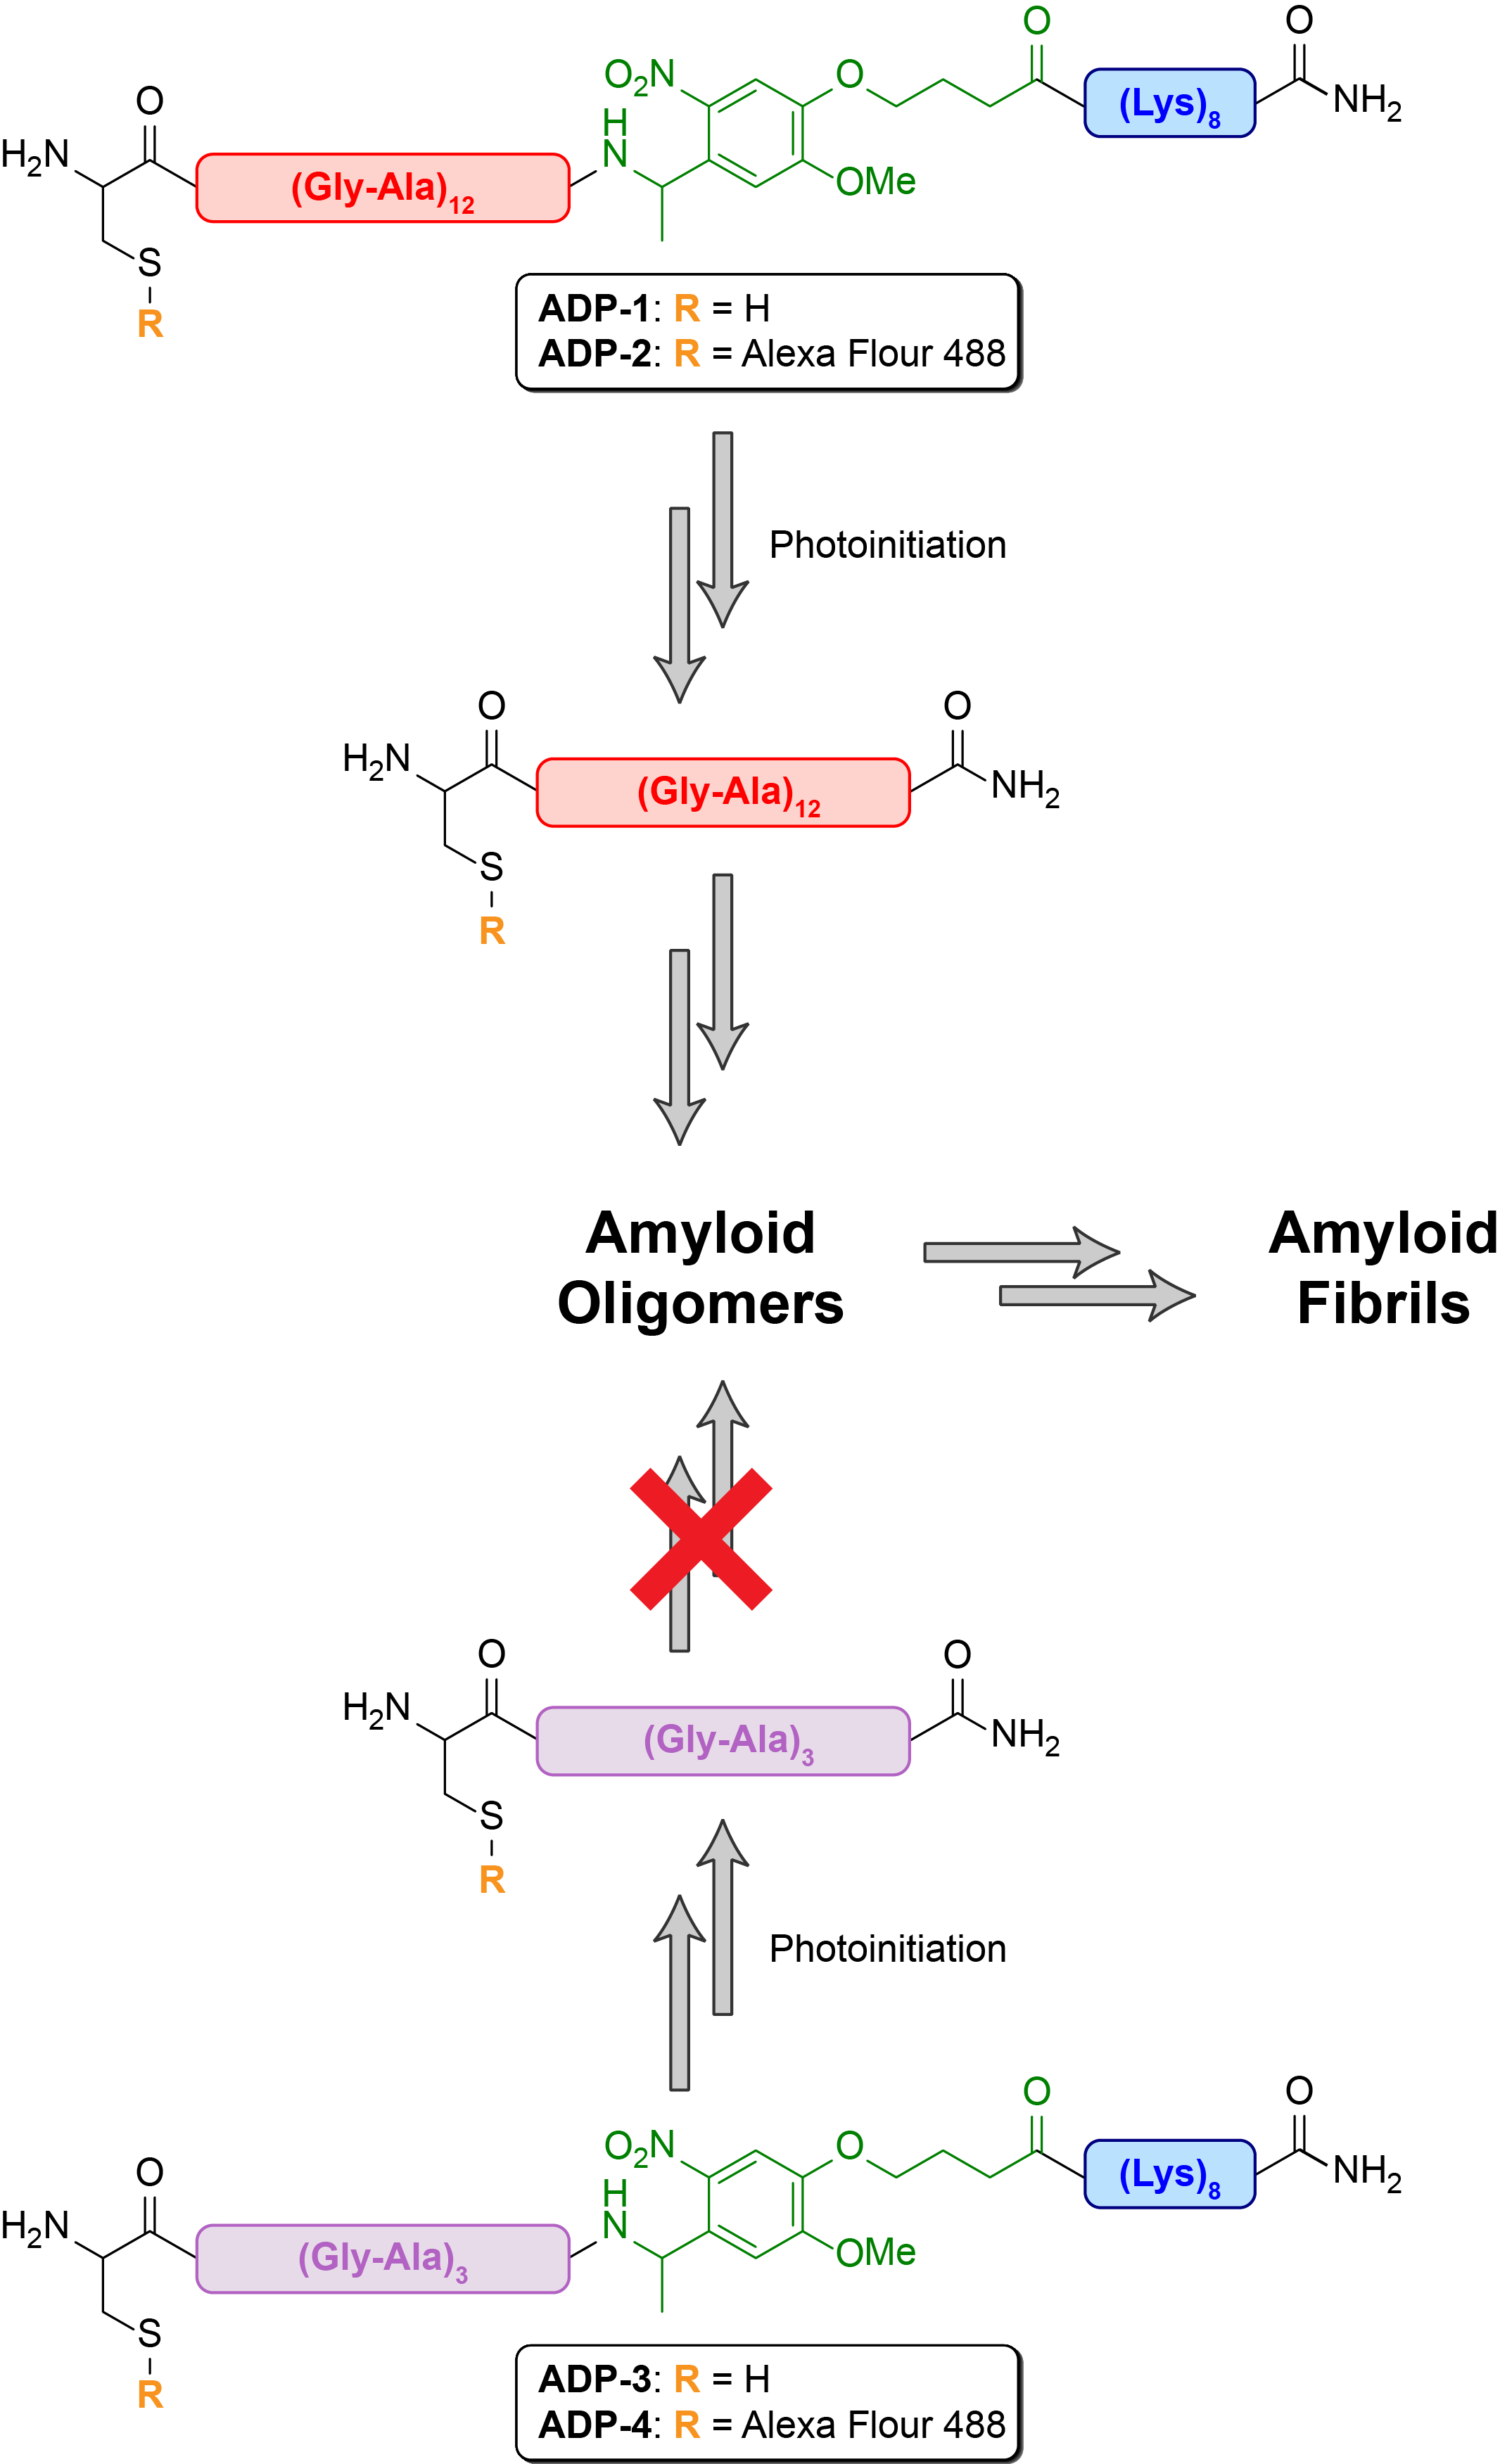 O
O
O₂N
O
H
N
(Lys)₈
NH₂
O
H₂N
(Gly-Ala)₁₂
OMe
S
R
ADP-1: R = H
ADP-2: R = Alexa Flour 488
Photoinitiation
O
O
H₂N
(Gly-Ala)₁₂
NH₂
S
R
Amyloid
Oligomers
Amyloid
Fibrils
O
O
H₂N
(Gly-Ala)₃
NH₂
S
R
Photoinitiation
O
O
O₂N
O
H
N
(Lys)₈
NH₂
O
H₂N
(Gly-Ala)₃
OMe
S
R
ADP-3: R = H
ADP-4: R = Alexa Flour 488